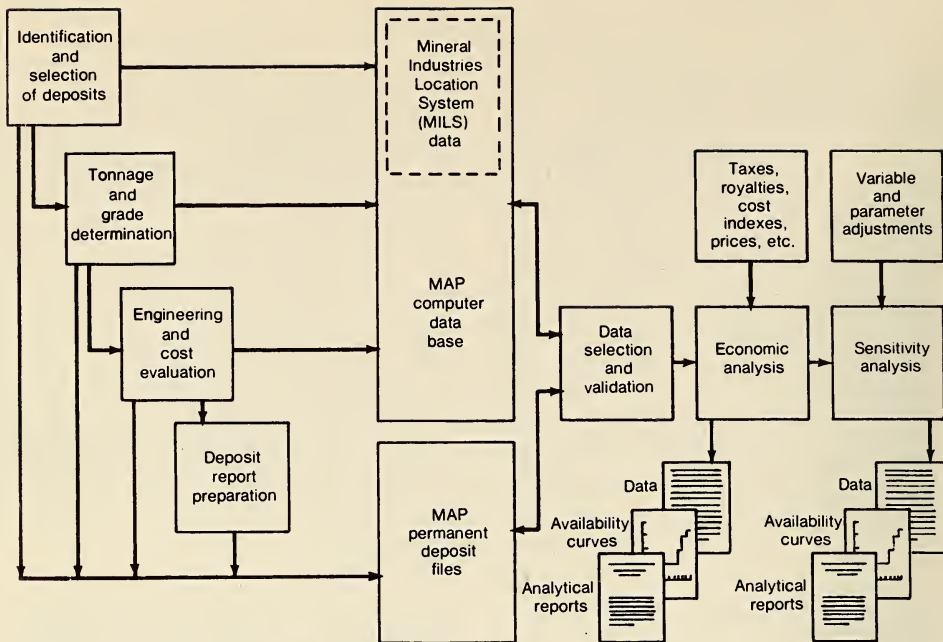 Identification
and
selection
of deposits
Mineral
Industries
Location
System
(MILS)
data
Tonnage
and
grade
determination
Taxes,
royalties,
cost
indexes,
prices, etc.
Variable
and
parameter
adjustments
MAP
computer
data
base
Engineering
and
cost
evaluation
Data
selection
and
validation
Economic
analysis
Sensitivity
analysis
Deposit
report
preparation
MAP
permanent
deposit
files
Data
Availability
curves
Analytical
reports
Data
Availability
curves
Analytical
reports